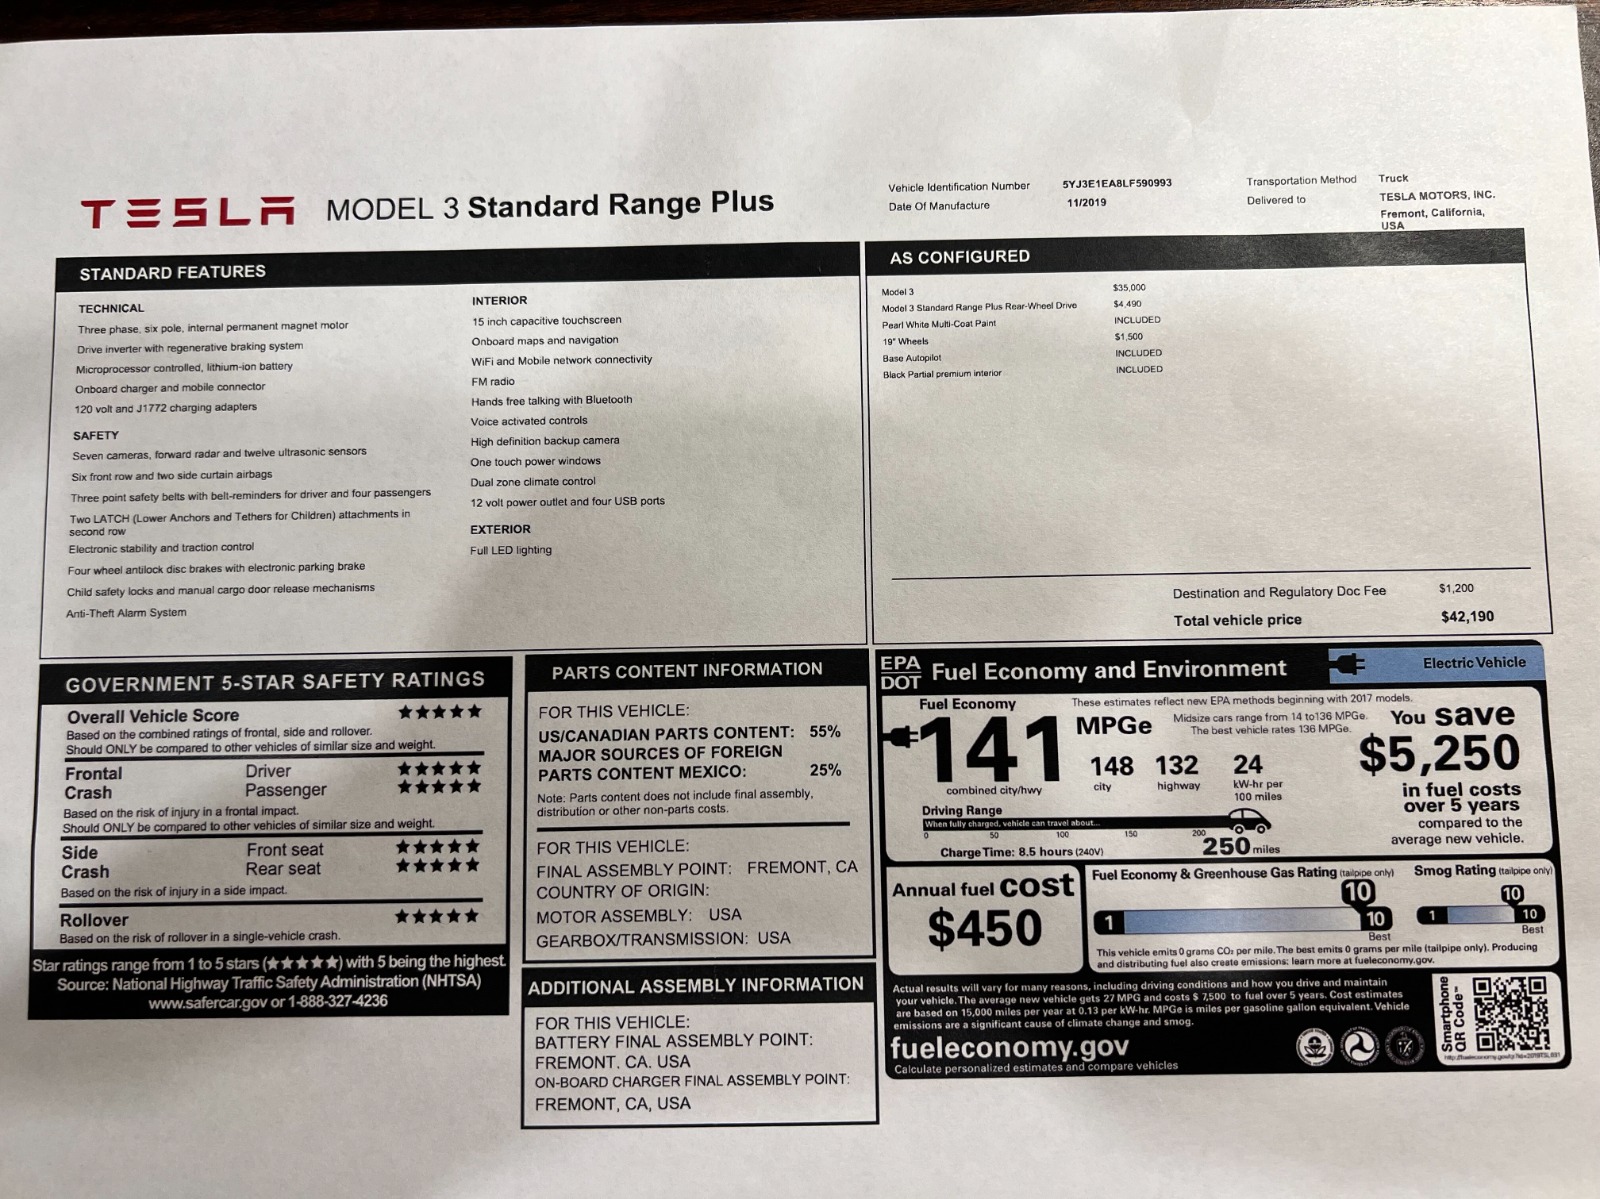 TESLA MODEL 3 Standard Range Plus
Vehicle Identification Number 5YJ3E1EA8LF590993
Date Of Manufacture 11/2019
Transportation Method Truck
Delivered to TESLA MOTORS, INC.
Fremont, California,
USA
STANDARD FEATURES
TECHNICAL
Three phase, six pole, internal permanent magnet motor
Drive inverter with regenerative braking system
Microprocessor controlled, lithium-ion battery
Onboard charger and mobile connector
120 volt and J1772 charging adapters
SAFETY
Seven cameras, forward radar and twelve ultrasonic sensors
Six front row and two side curtain airbags
Three point safety belts with belt-reminders for driver and four passengers
Two LATCH (Lower Anchors and Tethers for Children) attachments in
second row
Electronic stability and traction control
Four wheel antilock disc brakes with electronic parking brake
Child safety locks and manual cargo door release mechanisms
Anti-Theft Alarm System
INTERIOR
15 inch capacitive touchscreen
Onboard maps and navigation
WiFi and Mobile network connectivity
FM radio
Hands free talking with Bluetooth
Voice activated controls
High definition backup camera
One touch power windows
Dual zone climate control
12 volt power outlet and four USB ports
EXTERIOR
Full LED lighting
AS CONFIGURED
Model 3 $35,000
Model 3 Standard Range Plus Rear-Wheel Drive $4,490
Pearl White Multi-Coat Paint INCLUDED
19" Wheels $1,500
Base Autopilot INCLUDED
Black Partial premium interior INCLUDED
Destination and Regulatory Doc Fee $1,200
Total vehicle price $42,190
GOVERNMENT 5-STAR SAFETY RATINGS
Overall Vehicle Score ★★★★★
Based on the combined ratings of frontal, side and rollover.
Should ONLY be compared to other vehicles of similar size and weight.
Frontal Driver ★★★★★
Crash Passenger ★★★★★
Based on the risk of injury in a frontal impact.
Should ONLY be compared to other vehicles of similar size and weight.
Side Front seat ★★★★★
Crash Rear seat ★★★★★
Based on the risk of injury in a side impact.
Rollover ★★★★★
Based on the risk of rollover in a single-vehicle crash.
Star ratings range from 1 to 5 stars (★★★★★) with 5 being the highest.
Source: National Highway Traffic Safety Administration (NHTSA)
www.safercar.gov or 1-888-327-4236
PARTS CONTENT INFORMATION
FOR THIS VEHICLE:
US/CANADIAN PARTS CONTENT: 55%
MAJOR SOURCES OF FOREIGN
PARTS CONTENT MEXICO: 25%
Note: Parts content does not include final assembly,
distribution or other non-parts costs.
FOR THIS VEHICLE:
FINAL ASSEMBLY POINT: FREMONT, CA
COUNTRY OF ORIGIN:
MOTOR ASSEMBLY: USA
GEARBOX/TRANSMISSION: USA
ADDITIONAL ASSEMBLY INFORMATION
FOR THIS VEHICLE:
BATTERY FINAL ASSEMBLY POINT:
FREMONT. CA. USA
ON-BOARD CHARGER FINAL ASSEMBLY POINT:
FREMONT, CA, USA
EPA
DOT
Fuel Economy and Environment
Electric Vehicle
Fuel Economy
141 MPGe
combined city/hwy
148 city
132 highway
24 kW-hr per
100 miles
These estimates reflect new EPA methods beginning with 2017 models.
Midsize cars range from 14 to136 MPGe.
The best vehicle rates 136 MPGe.
You save
$5,250
in fuel costs
over 5 years
compared to the
average new vehicle.
Driving Range
When fully charged, vehicle can travel about...
0 50 100 150 200
250 miles
Charge Time: 8.5 hours (240V)
Annual fuel cost
$450
Fuel Economy & Greenhouse Gas Rating (tailpipe only)
10
1 10
Best
Smog Rating (tailpipe only)
10
1 10
Best
This vehicle emits 0 grams CO₂ per mile. The best emits 0 grams per mile (tailpipe only). Producing
and distributing fuel also create emissions: learn more at fueleconomy.gov.
Actual results will vary for many reasons, including driving conditions and how you drive and maintain
your vehicle. The average new vehicle gets 27 MPG and costs $ 7,500 to fuel over 5 years. Cost estimates
are based on 15,000 miles per year at 0.13 per kW-hr. MPGe is miles per gasoline gallon equivalent. Vehicle
emissions are a significant cause of climate change and smog.
fueleconomy.gov
Calculate personalized estimates and compare vehicles
Smartphone
QR Code™